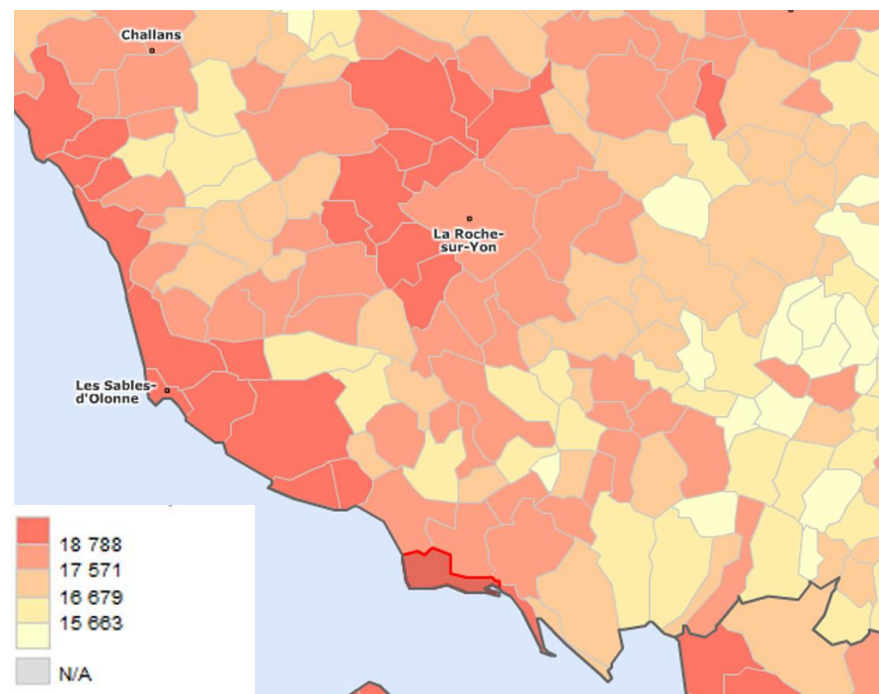 Challans
La Roche-
sur-Yon
Les Sables-
d'Olonne
18 788
17 571
16 679
15 663
N/A